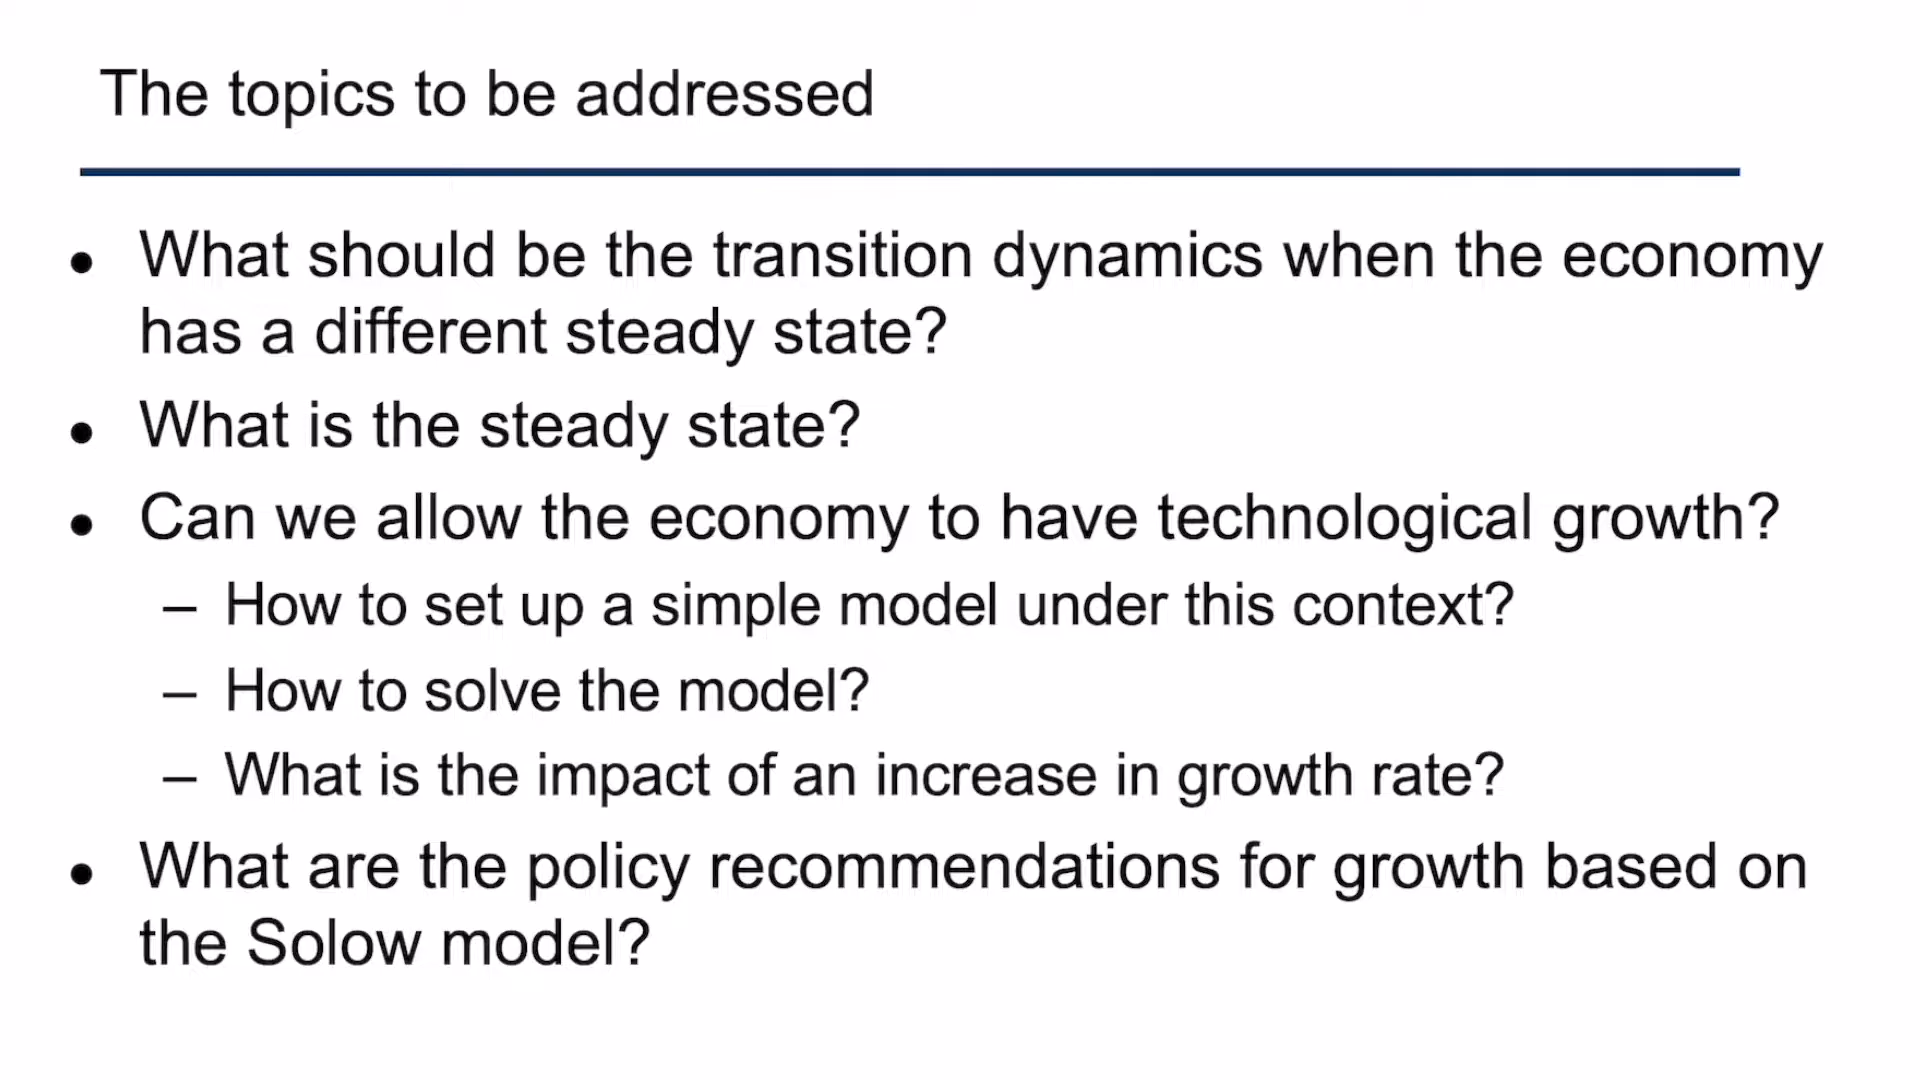 The topics to be addressed
• What should be the transition dynamics when the economy
has a different steady state?
• What is the steady state?
• Can we allow the economy to have technological growth?
– How to set up a simple model under this context?
– How to solve the model?
– What is the impact of an increase in growth rate?
• What are the policy recommendations for growth based on
the Solow model?